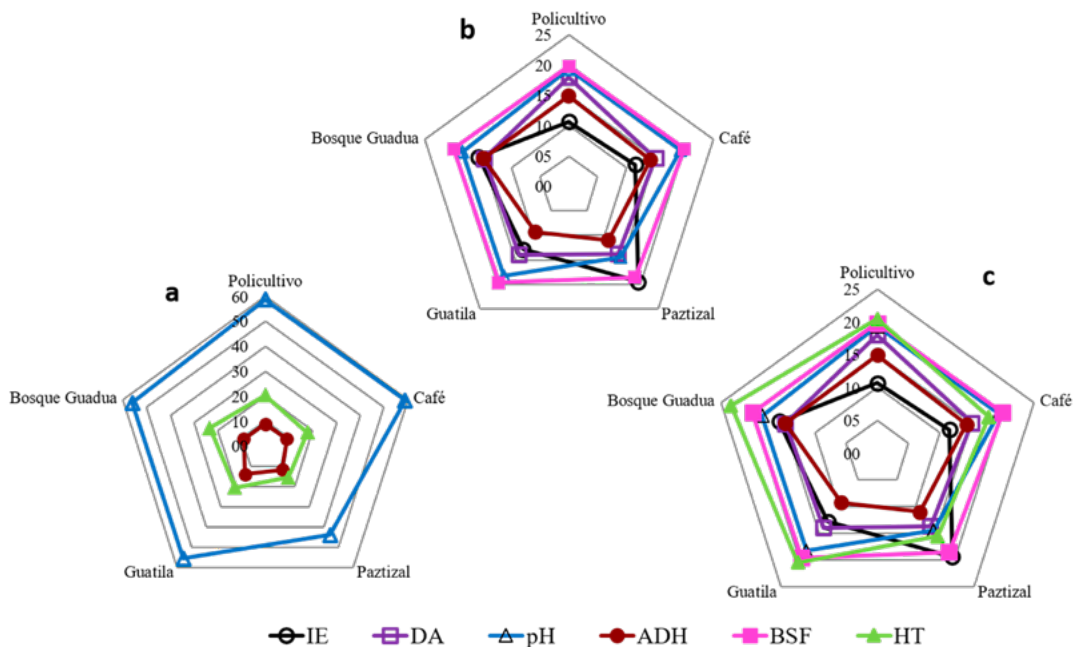 b
Policultivo
25
20
15
10
05
00
Café
Paztizal
Guatila
Bosque Guadua
a
Policultivo
60
50
40
30
20
10
00
Café
Paztizal
Guatila
Bosque Guadua
c
Policultivo
25
20
15
10
05
00
Café
Paztizal
Guatila
Bosque Guadua
IE DA pH ADH BSF HT